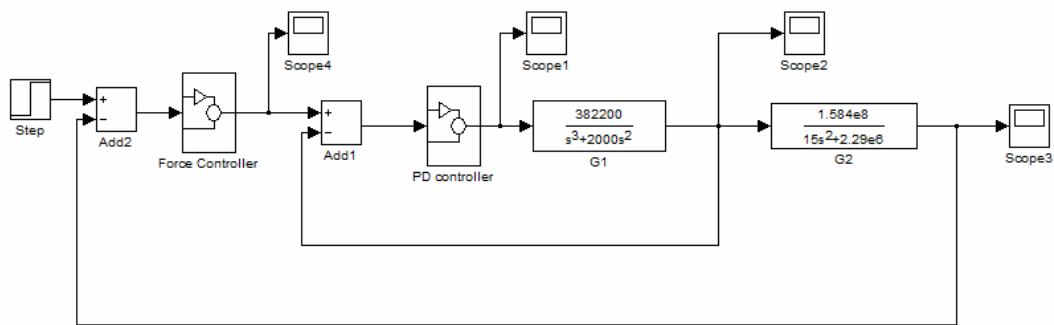 Scope4
Scope1
Scope2
Step
+
−
Add2
Force Controller
+
−
Add1
PD controller
382200
s³+2000s²
G1
1.584e8
15s²+2.29e6
G2
Scope3